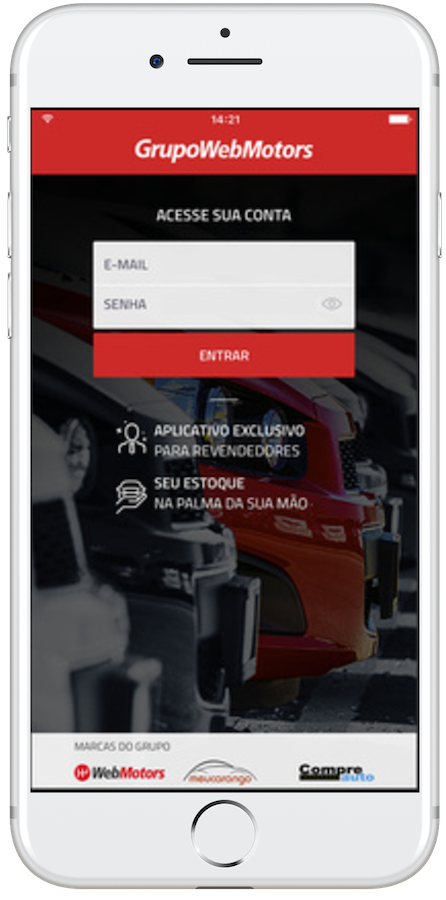 14:21
GrupoWebMotors
ACESSE SUA CONTA
E-MAIL
SENHA
ENTRAR
APLICATIVO EXCLUSIVO
PARA REVENDEDORES
SEU ESTOQUE
NA PALMA DA SUA MÃO
MARCAS DO GRUPO
WebMotors
meucarango
Compre
auto